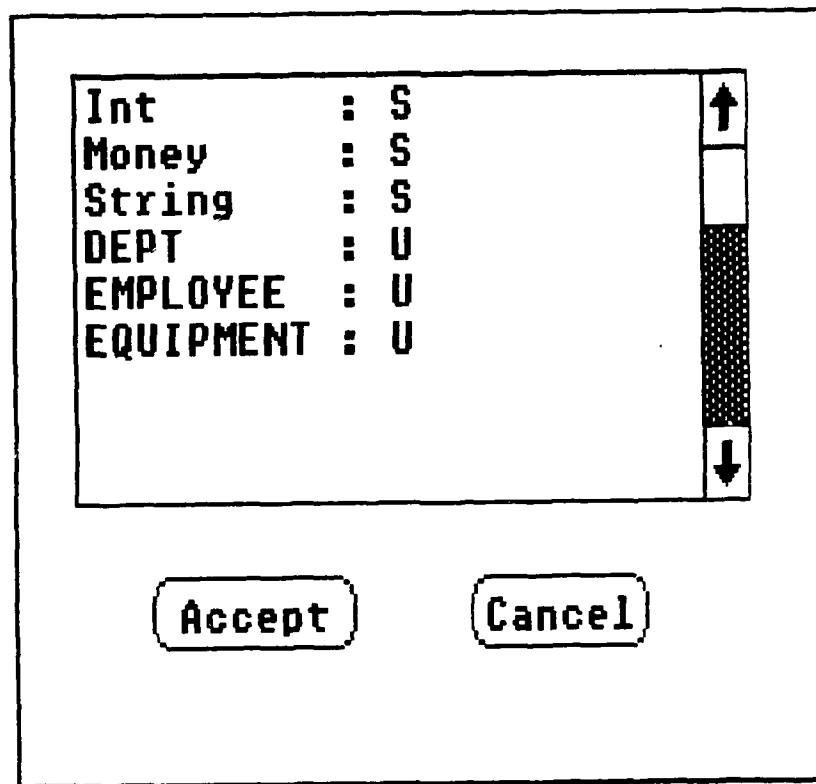 Int : S
Money : S
String : S
DEPT : U
EMPLOYEE : U
EQUIPMENT : U
Accept Cancel